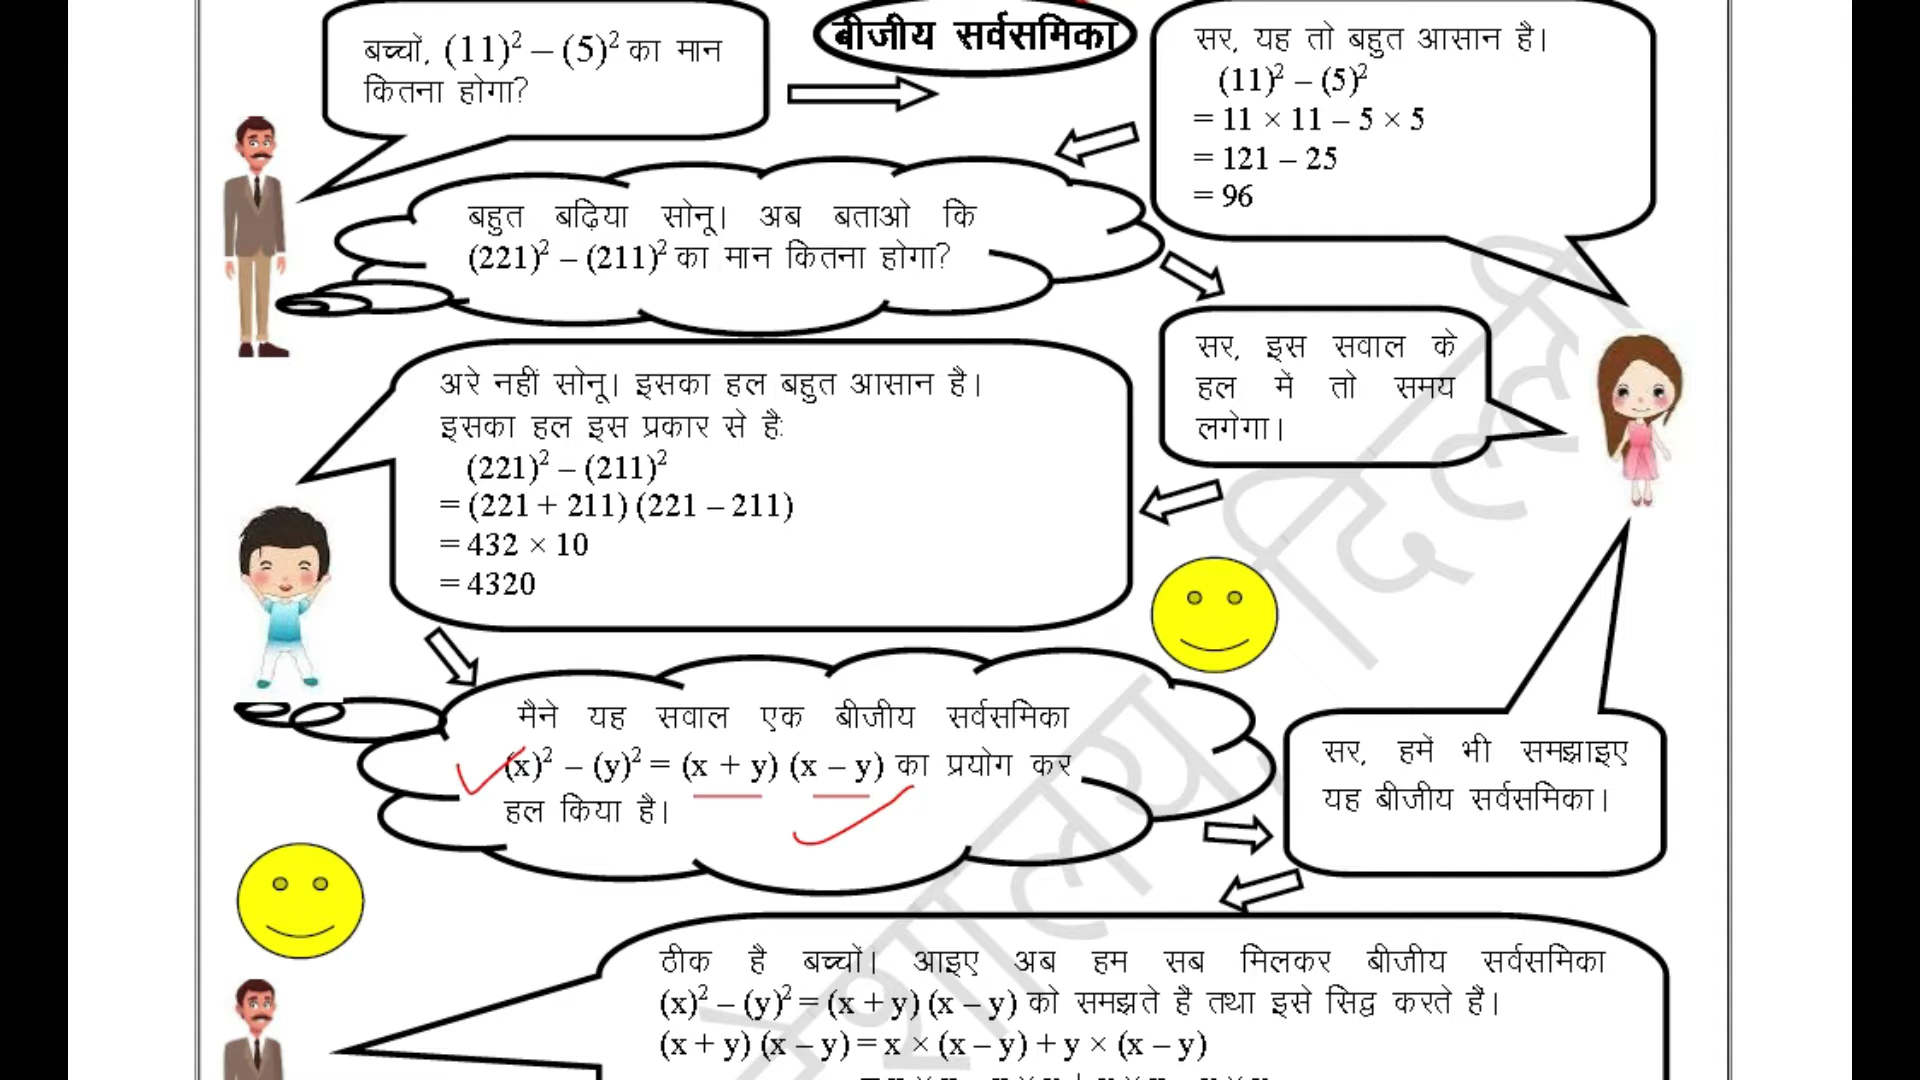 बीजीय सर्वसमिका
बच्चों, (11)² – (5)² का मान
कितना होगा?
सर, यह तो बहुत आसान है।
(11)² – (5)²
= 11 × 11 – 5 × 5
= 121 – 25
= 96
बहुत बढ़िया सोनू। अब बताओ कि
(221)² – (211)² का मान कितना होगा?
सर, इस सवाल के
हल में तो समय
लगेगा।
अरे नहीं सोनू। इसका हल बहुत आसान है।
इसका हल इस प्रकार से है:
(221)² – (211)²
= (221 + 211) (221 – 211)
= 432 × 10
= 4320
मैने यह सवाल एक बीजीय सर्वसमिका
(x)² – (y)² = (x + y) (x – y) का प्रयोग कर
हल किया है।
सर, हमें भी समझाइए
यह बीजीय सर्वसमिका।
ठीक है बच्चों। आइए अब हम सब मिलकर बीजीय सर्वसमिका
(x)² – (y)² = (x + y) (x – y) को समझते है तथा इसे सिद्व करते है।
(x + y) (x – y) = x × (x – y) + y × (x – y)